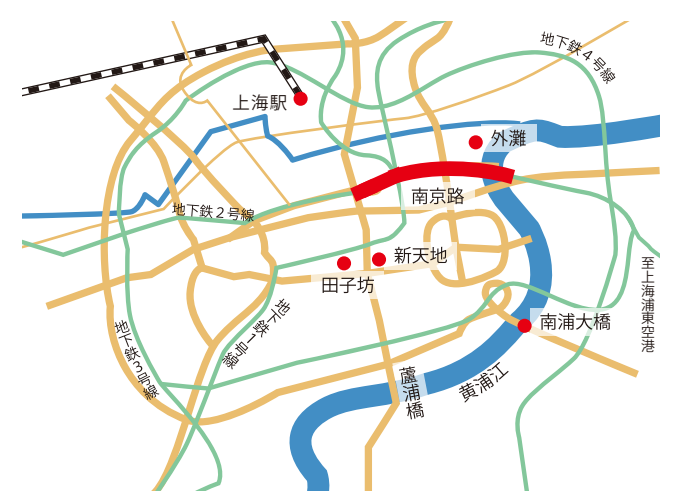 地下鉄４号線
上海駅
外灘
南京路
地下鉄２号線
新天地
田子坊
至上海浦東空港
地下鉄１号線
南浦大橋
地下鉄３号線
蘆浦橋
黄浦江